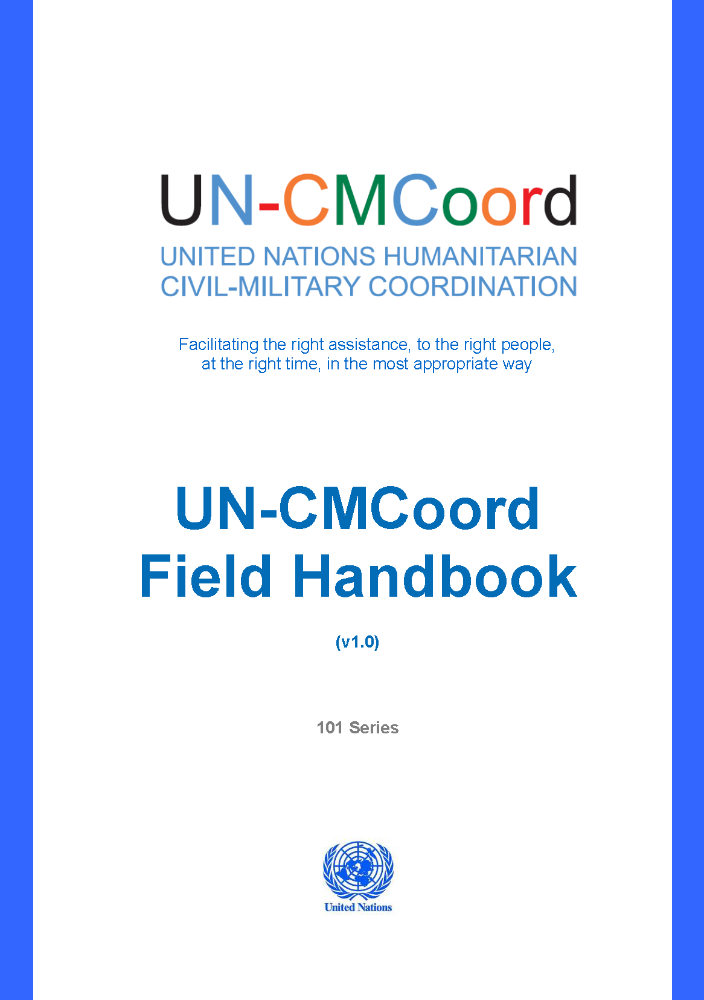 UN-CMCoord
UNITED NATIONS HUMANITARIAN
CIVIL-MILITARY COORDINATION
Facilitating the right assistance, to the right people,
at the right time, in the most appropriate way
UN-CMCoord
Field Handbook
(v1.0)
101 Series
United Nations